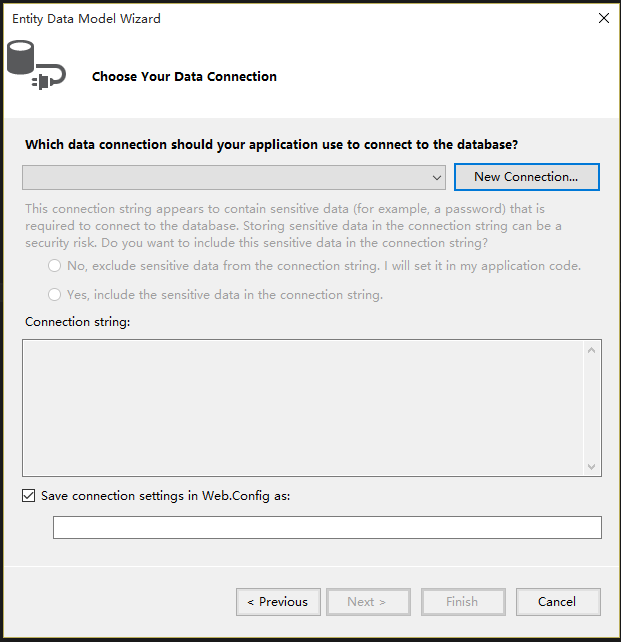 Entity Data Model Wizard
Choose Your Data Connection
Which data connection should your application use to connect to the database?
New Connection...
This connection string appears to contain sensitive data (for example, a password) that is
required to connect to the database. Storing sensitive data in the connection string can be a
security risk. Do you want to include this sensitive data in the connection string?
No, exclude sensitive data from the connection string. I will set it in my application code.
Yes, include the sensitive data in the connection string.
Connection string:
Save connection settings in Web.Config as:
< Previous
Next >
Finish
Cancel